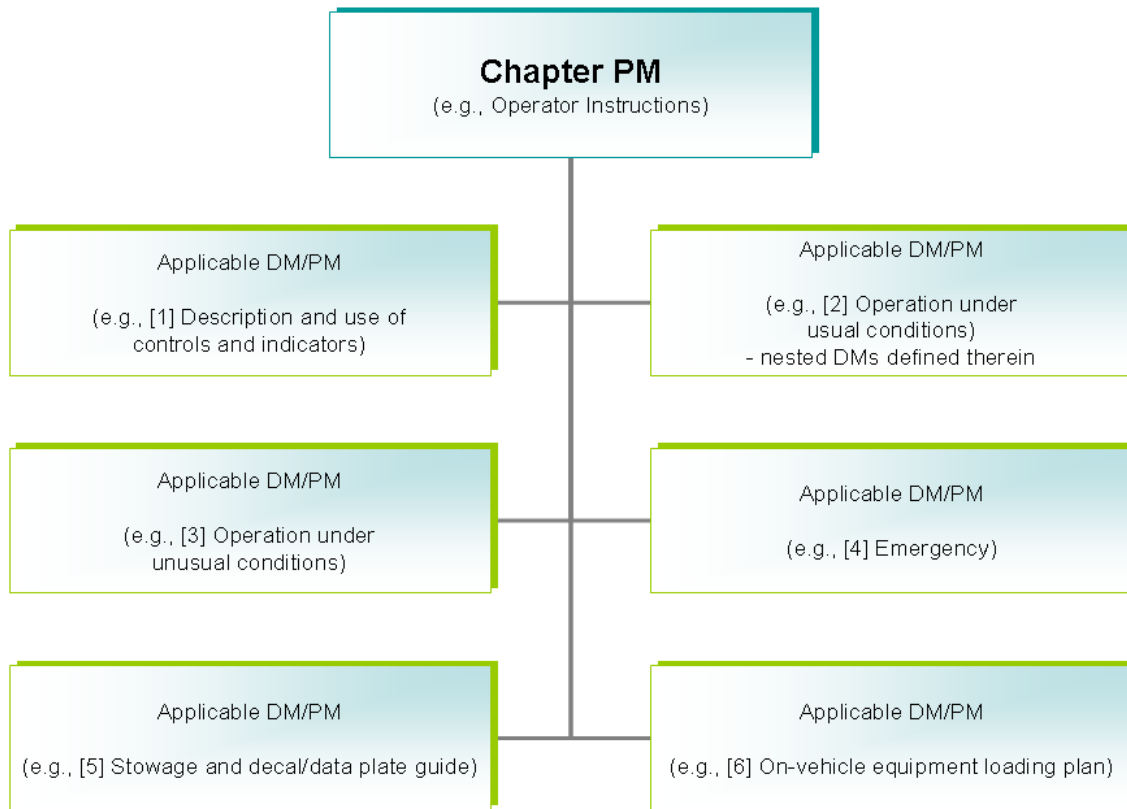 Chapter PM
(e.g., Operator Instructions)
Applicable DM/PM
(e.g., [1] Description and use of
controls and indicators)
Applicable DM/PM
(e.g., [2] Operation under
usual conditions)
- nested DMs defined therein
Applicable DM/PM
(e.g., [3] Operation under
unusual conditions)
Applicable DM/PM
(e.g., [4] Emergency)
Applicable DM/PM
(e.g., [5] Stowage and decal/data plate guide)
Applicable DM/PM
(e.g., [6] On-vehicle equipment loading plan)